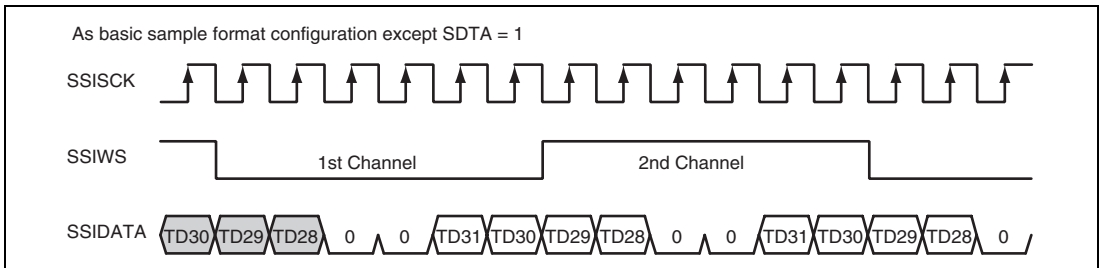 As basic sample format configuration except SDTA = 1
SSISCK
SSIWS 1st Channel 2nd Channel
SSIDATA TD30 TD29 TD28 0 0 TD31 TD30 TD29 TD28 0 0 TD31 TD30 TD29 TD28 0